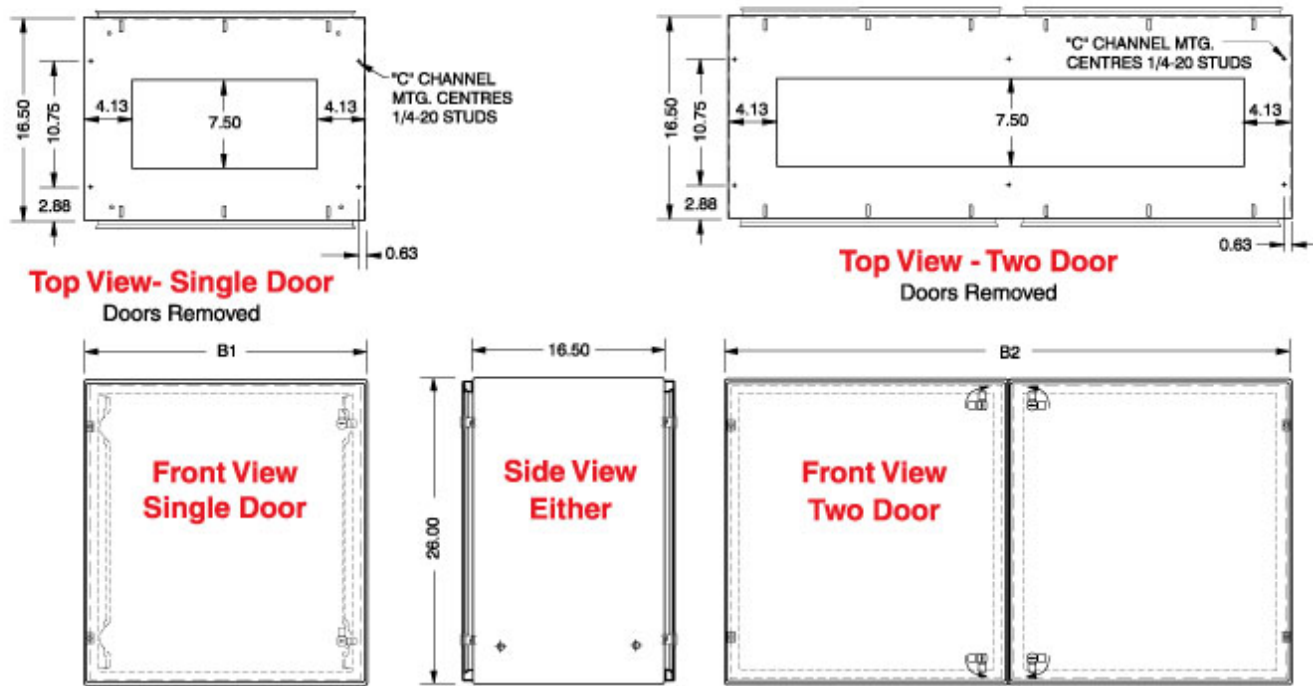 16.50
10.75
2.88
4.13
7.50
4.13
"C" CHANNEL
MTG. CENTRES
1/4-20 STUDS
0.63
Top View- Single Door
Doors Removed
16.50
10.75
2.88
4.13
7.50
4.13
"C" CHANNEL MTG.
CENTRES 1/4-20 STUDS
0.63
Top View - Two Door
Doors Removed
B1
Front View
Single Door
16.50
26.00
Side View
Either
B2
Front View
Two Door